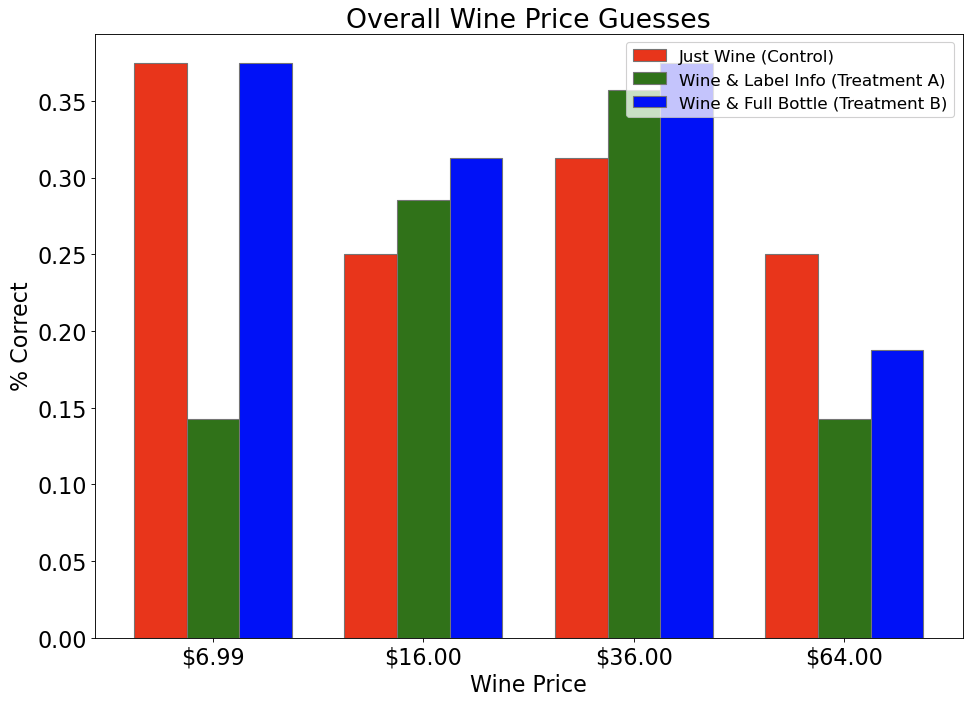 Overall Wine Price Guesses
Just Wine (Control)
Wine & Label Info (Treatment A)
Wine & Full Bottle (Treatment B)
% Correct
0.35
0.30
0.25
0.20
0.15
0.10
0.05
0.00
$6.99
$16.00
$36.00
$64.00
Wine Price